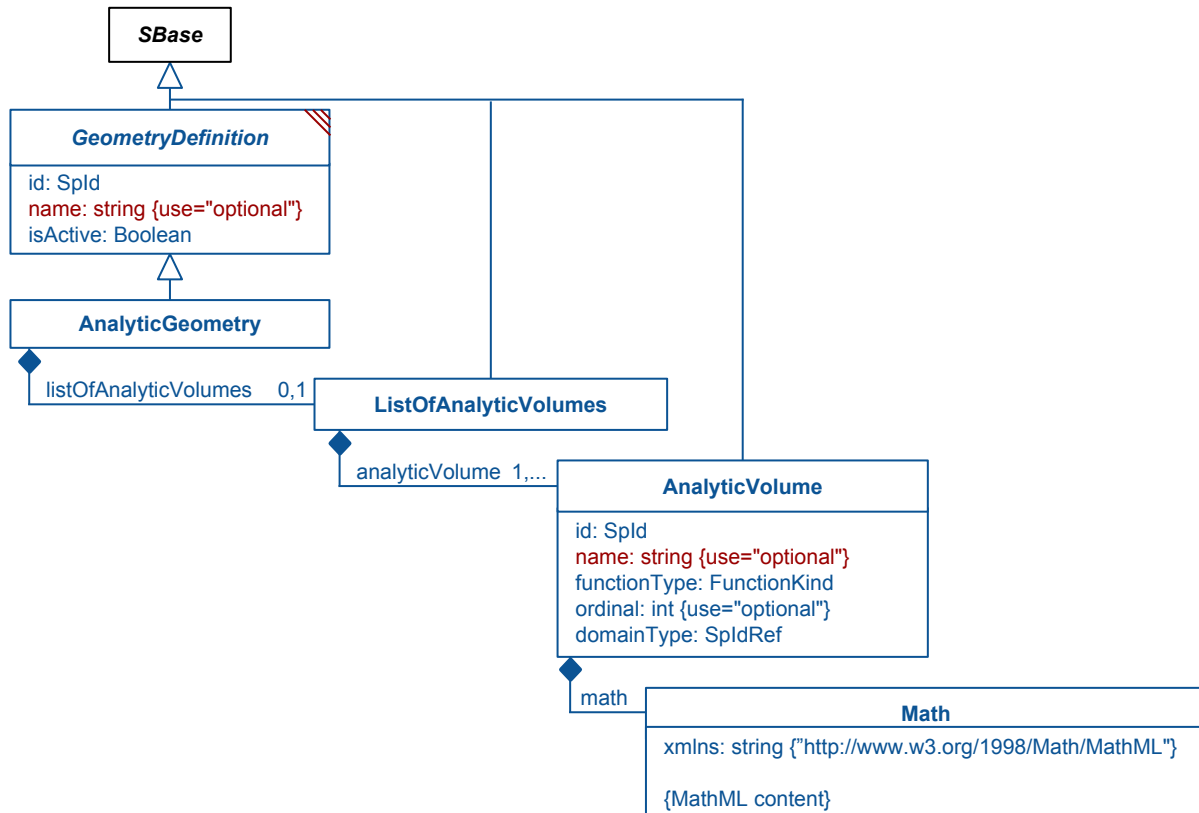 SBase
GeometryDefinition
id: SpId
name: string {use="optional"}
isActive: Boolean
AnalyticGeometry
listOfAnalyticVolumes 0,1
ListOfAnalyticVolumes
analyticVolume 1,...
AnalyticVolume
id: SpId
name: string {use="optional"}
functionType: FunctionKind
ordinal: int {use="optional"}
domainType: SpIdRef
math
Math
xmlns: string {”http://www.w3.org/1998/Math/MathML"}
{MathML content}